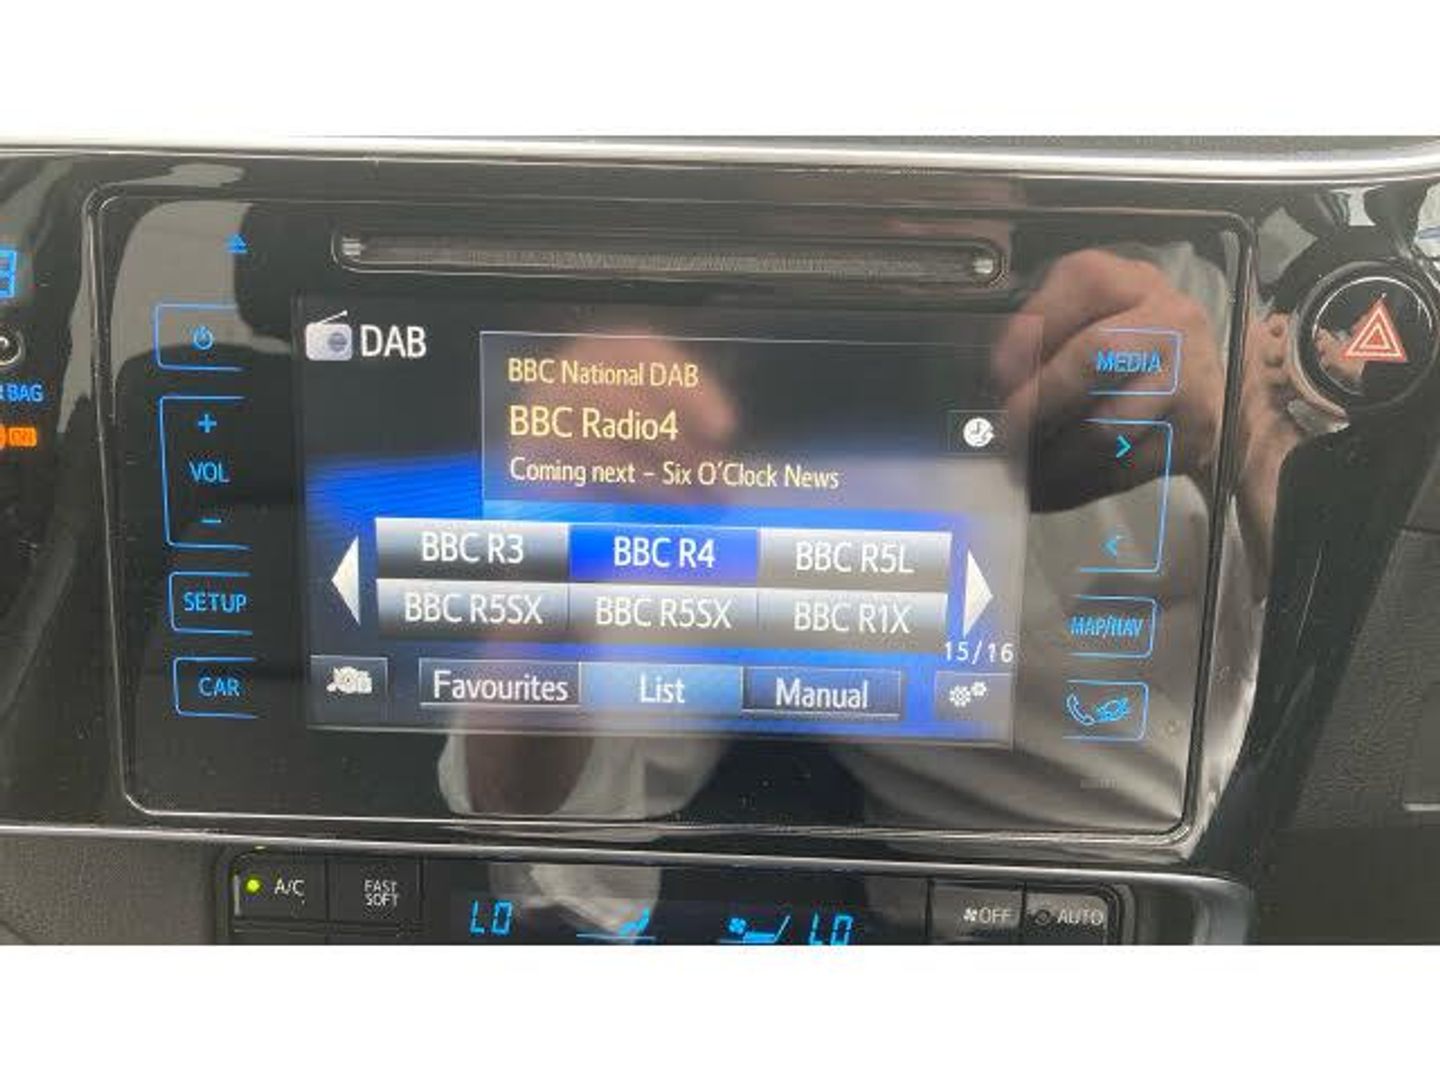 DAB
BBC National DAB
BBC Radio4
Coming next – Six O'Clock News
BBC R3 BBC R4 BBC R5L
BBC R5SX BBC R5SX BBC R1X
15/16
Favourites List Manual
VOL
SETUP
CAR
MEDIA
MAP/NAV
BAG
A/C
FAST
SOFT
LO
LO
OFF
AUTO